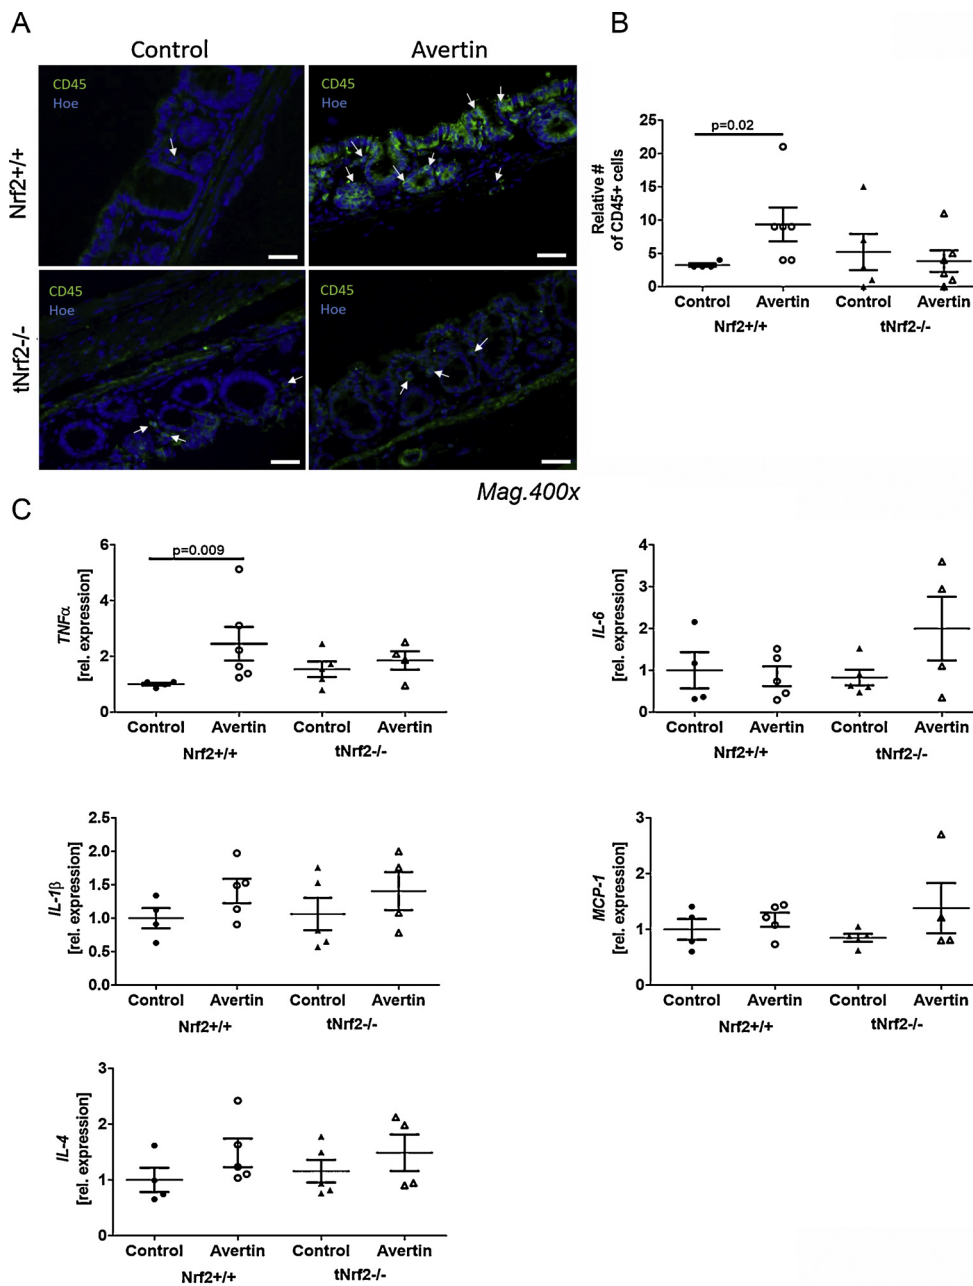 A
Control
Avertin
Nrf2+/+
CD45
Hoe
CD45
Hoe
tNrf2-/-
CD45
Hoe
CD45
Hoe
Mag.400x
B
Relative #
of CD45+ cells
25
20
15
10
5
0
p=0.02
Control
Avertin
Control
Avertin
Nrf2+/+
tNrf2-/-
C
TNFα
[rel. expression]
6
4
2
0
p=0.009
Control
Avertin
Control
Avertin
Nrf2+/+
tNrf2-/-
IL-6
[rel. expression]
4
3
2
1
0
Control
Avertin
Control
Avertin
Nrf2+/+
tNrf2-/-
IL-1β
[rel. expression]
2.5
2.0
1.5
1.0
0.5
0.0
Control
Avertin
Control
Avertin
Nrf2+/+
tNrf2-/-
MCP-1
[rel. expression]
3
2
1
0
Control
Avertin
Control
Avertin
Nrf2+/+
tNrf2-/-
IL-4
[rel. expression]
3
2
1
0
Control
Avertin
Control
Avertin
Nrf2+/+
tNrf2-/-